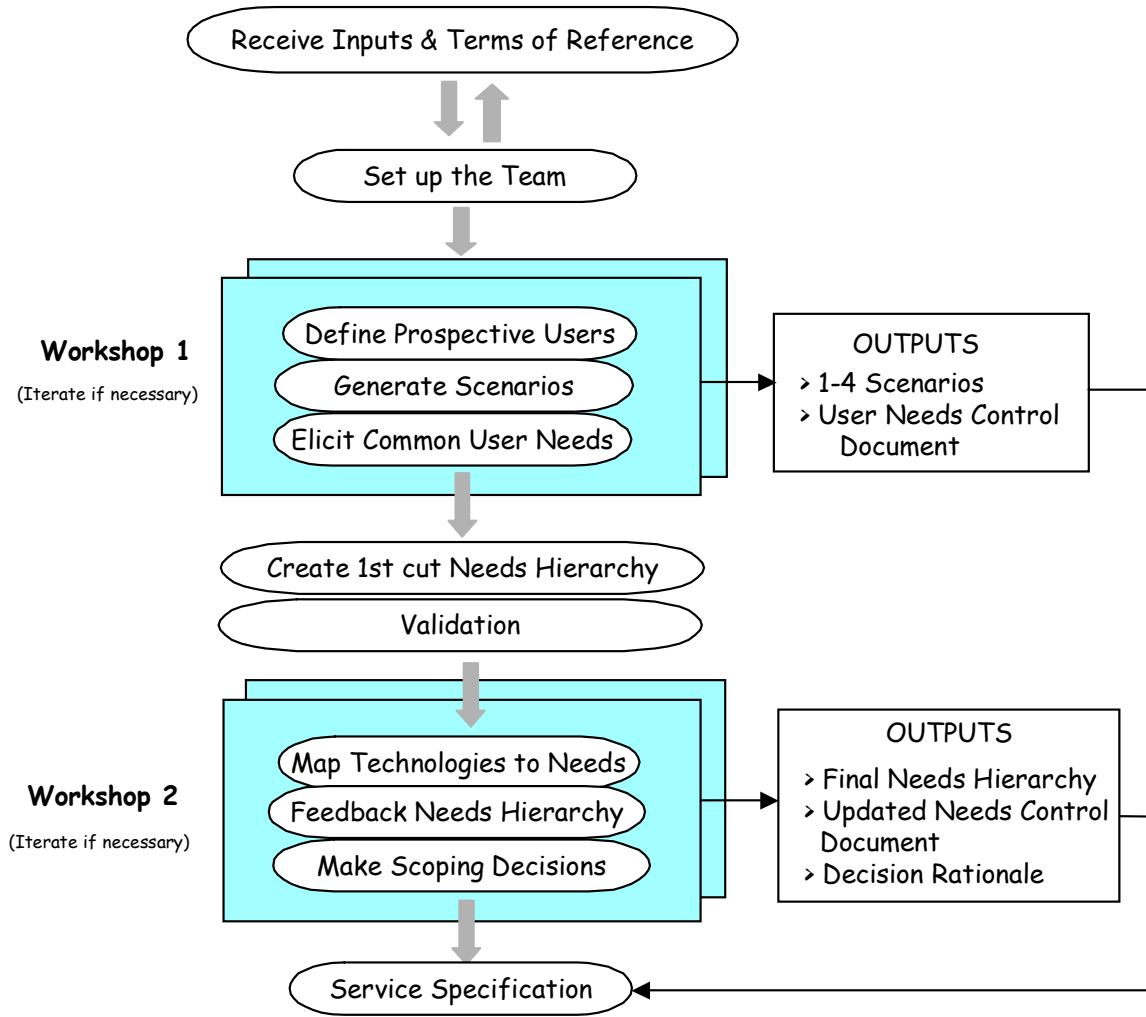 Receive Inputs & Terms of Reference
Set up the Team
Workshop 1
(Iterate if necessary)
Define Prospective Users
Generate Scenarios
Elicit Common User Needs
OUTPUTS
> 1-4 Scenarios
> User Needs Control
Document
Create 1st cut Needs Hierarchy
Validation
Workshop 2
(Iterate if necessary)
Map Technologies to Needs
Feedback Needs Hierarchy
Make Scoping Decisions
OUTPUTS
> Final Needs Hierarchy
> Updated Needs Control
Document
> Decision Rationale
Service Specification